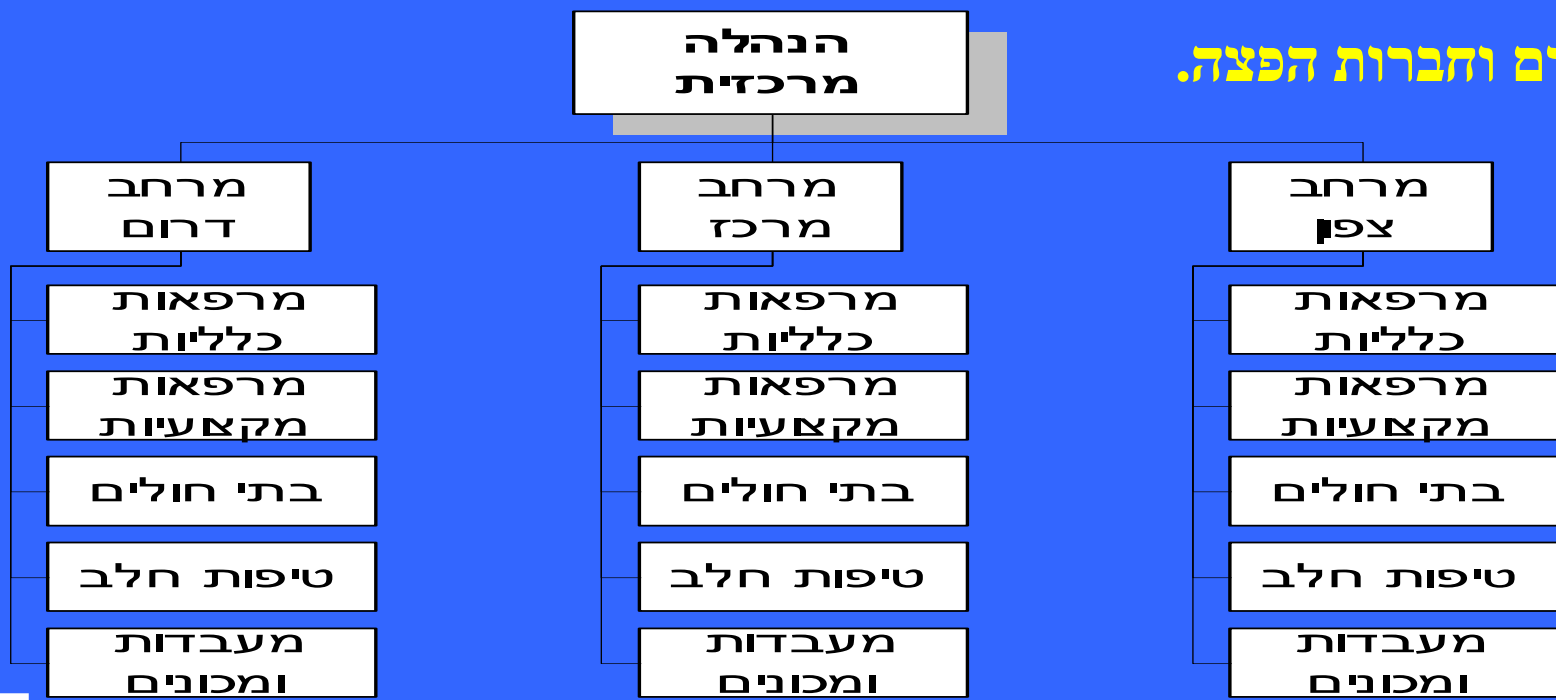 וחברות הפצה.
הנהלה
מרכזית
מרחב
צפון
מרחב
מרכז
מרחב
דרום
מרפאות
כלליות
מרפאות
מקצועיות
בתי חולים
טיפות חלב
מעבדות
ומכונים
מרפאות
כלליות
מרפאות
מקצועיות
בתי חולים
טיפות חלב
מעבדות
ומכונים
מרפאות
כלליות
מרפאות
מקצועיות
בתי חולים
טיפות חלב
מעבדות
ומכונים